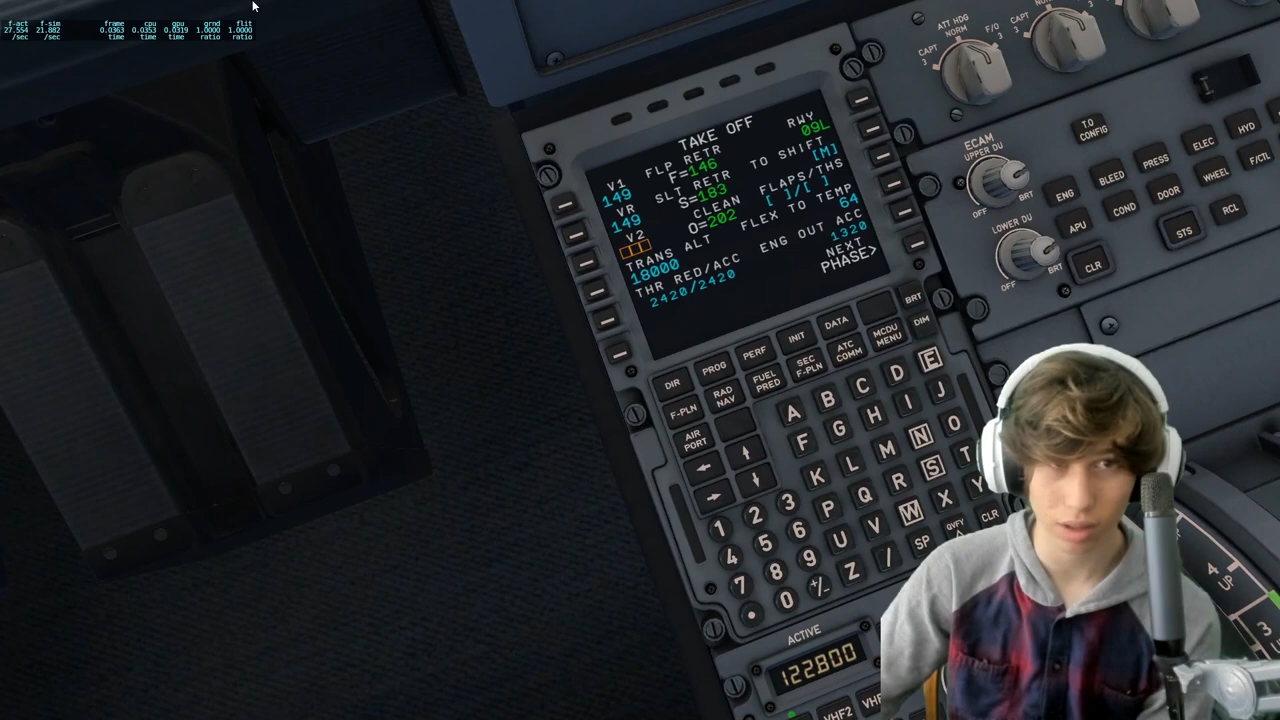 f-act f-sim frame cpu gpu grnd flit
27.554 21.882 0.0363 0.0353 0.0319 1.0000 1.0000
/sec /sec time time time ratio ratio
TAKE OFF
V1 FLP RETR RWY
149 F=146 09L
VR SLT RETR TO SHIFT
149 S=183 [M]
V2 CLEAN FLAPS/THS
O=202 [ ]/[ ]
TRANS ALT FLEX TO TEMP
18000 64
THR RED/ACC ENG OUT ACC
2420/2420 1320
NEXT
PHASE>
DIR PROG PERF INIT DATA BRT
F-PLN RAD NAV FUEL PRED SEC F-PLN ATC COMM MCDU MENU DIM
AIR PORT
A B C D E
F G H I J
K L M N O
P Q R S T
U V W X Y
Z / SP OVFY CLR
1 2 3
4 5 6
7 8 9
. 0 +/-
ACTIVE
122.800
VHF2
ATT HDG
NORM
CAPT 3 F/O 3
CAPT 3
NORM
ECAM
UPPER DU
OFF BRT
LOWER DU
OFF BRT
T.O CONFIG
ENG BLEED PRESS ELEC HYD
APU COND DOOR WHEEL F/CTL
CLR STS RCL
4
UP
3